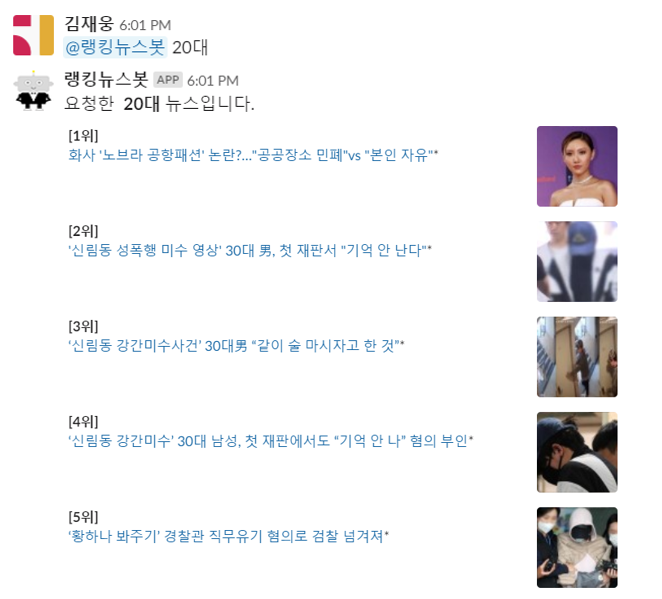 김재웅 6:01 PM
@랭킹뉴스봇 20대
랭킹뉴스봇 APP 6:01 PM
요청한 20대 뉴스입니다.
[1위]
화사 '노브라 공항패션' 논란?…"공공장소 민폐"vs "본인 자유"*
[2위]
'신림동 성폭행 미수 영상' 30대 男, 첫 재판서 "기억 안 난다"*
[3위]
‘신림동 강간미수사건’ 30대男 “같이 술 마시자고 한 것”*
[4위]
‘신림동 강간미수’ 30대 남성, 첫 재판에서도 “기억 안 나” 혐의 부인*
[5위]
‘황하나 봐주기’ 경찰관 직무유기 혐의로 검찰 넘겨져*